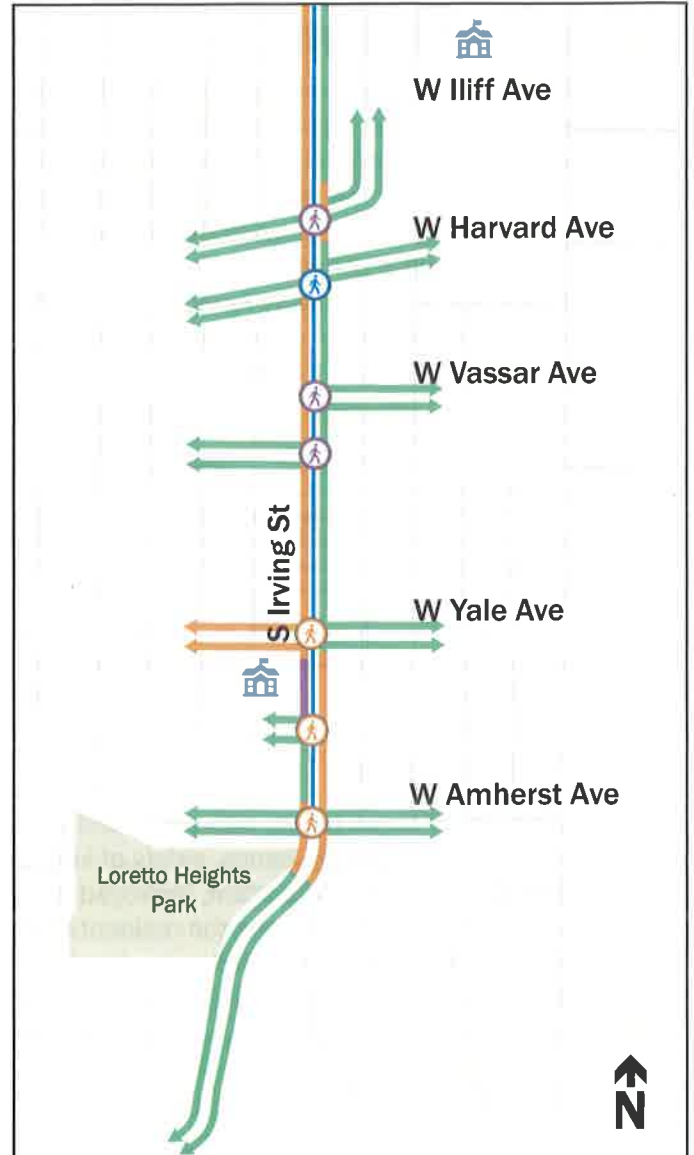 W Iliff Ave
W Harvard Ave
W Vassar Ave
S Irving St
W Yale Ave
W Amherst Ave
Loretto Heights
Park
N